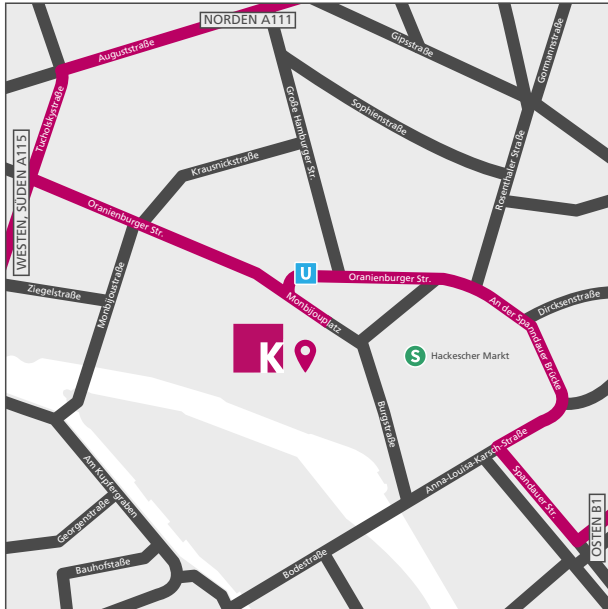 NORDEN A111
Auguststraße
Gipsstraße
Gormannstraße
Tucholskystraße
Große Hamburger Str.
Sophienstraße
WESTEN, SÜDEN A115
Krausnickstraße
Rosenthaler Straße
Oranienburger Str.
Monbijoustraße
Ziegelstraße
U
Oranienburger Str.
Monbijouplatz
An der Spanndauer Brücke
Dircksenstraße
K
S
Hackescher Markt
Burgstraße
Anna-Louisa-Karsch-Straße
Am Kupfergraben
Spandauer Str.
Georgenstraße
OSTEN B1
Bauhofstaße
Bodestraße